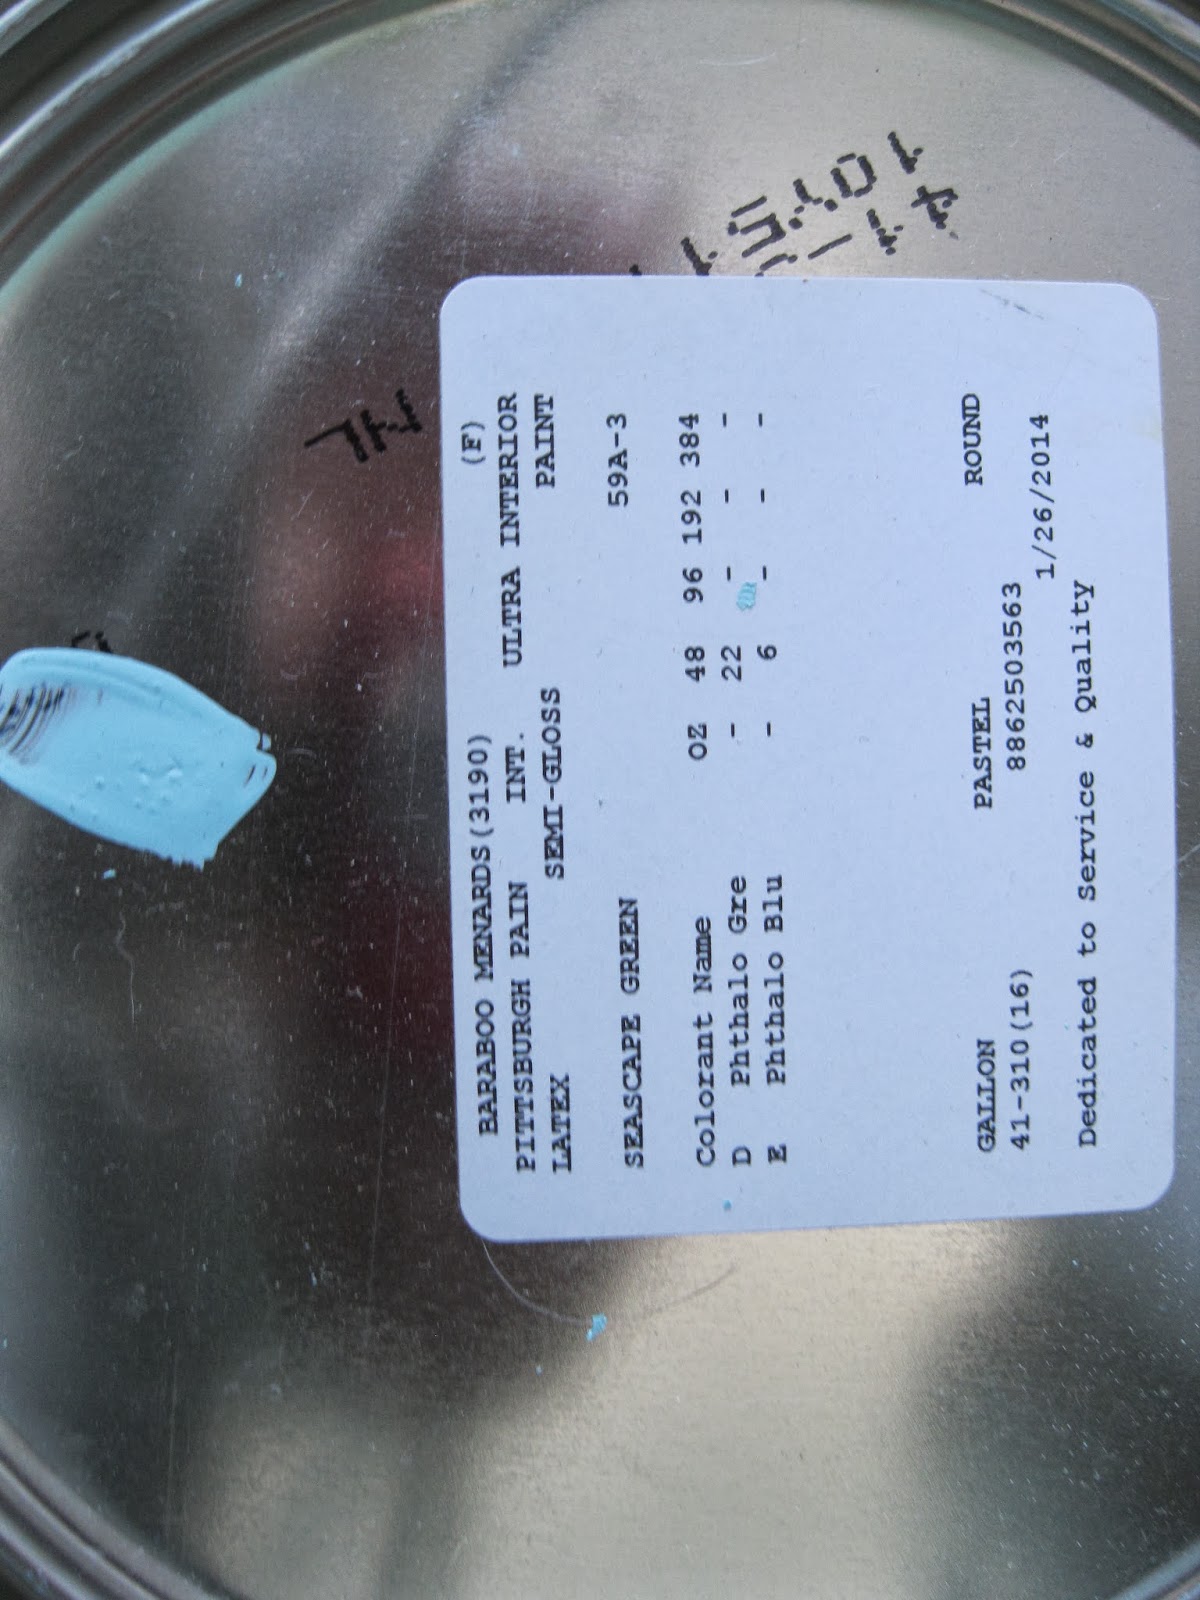 BARABOO MENARDS(3190) (F)
PITTSBURGH PAIN INT. ULTRA INTERIOR
LATEX SEMI-GLOSS PAINT
SEASCAPE GREEN 59A-3
Colorant Name OZ 48 96 192 384
D Phthalo Gre - 22 - - -
E Phthalo Blu - 6 - - -
GALLON PASTEL ROUND
41-310(16) 8862503563 1/26/2014
Dedicated to Service & Quality